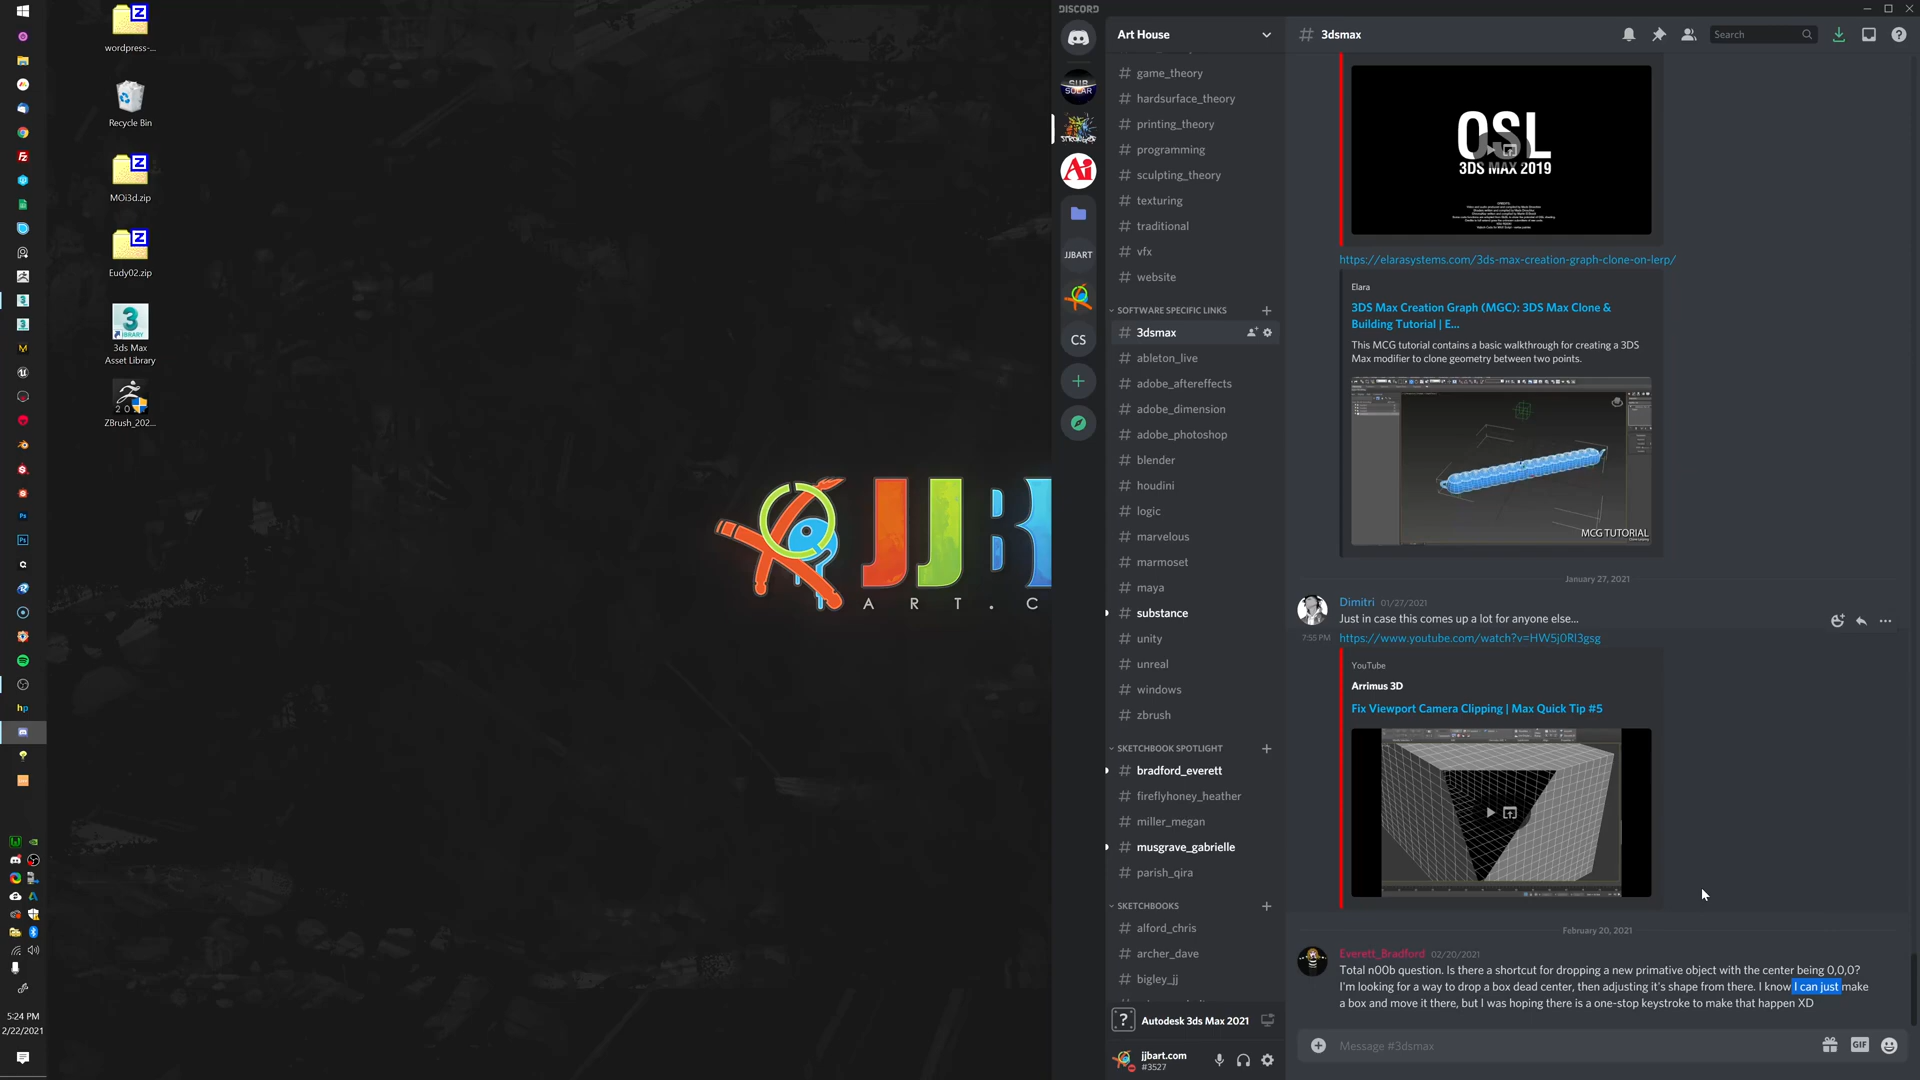 wordpress-...
Recycle Bin
MOi3d.zip
Eudy02.zip
3ds Max
Asset Library
ZBrush_202...
5:24 PM
2/22/2021
JJB
A R T . C
DISCORD
Art House
game_theory
hardsurface_theory
printing_theory
programming
sculpting_theory
texturing
traditional
vfx
website
SOFTWARE SPECIFIC LINKS
3dsmax
ableton_live
adobe_aftereffects
adobe_dimension
adobe_photoshop
blender
houdini
logic
marvelous
marmoset
maya
substance
unity
unreal
windows
zbrush
SKETCHBOOK SPOTLIGHT
bradford_everett
fireflyhoney_heather
miller_megan
musgrave_gabrielle
parish_qira
SKETCHBOOKS
alford_chris
archer_dave
bigley_jj
Autodesk 3ds Max 2021
jjbart.com
#3527
SUB
SOLAR
Ai
JJBART
CS
# 3dsmax
Search
OSL
3DS MAX 2019
https://elarasystems.com/3ds-max-creation-graph-clone-on-lerp/
Elara
3DS Max Creation Graph (MGC): 3DS Max Clone &
Building Tutorial | E...
This MCG tutorial contains a basic walkthrough for creating a 3DS
Max modifier to clone geometry between two points.
MCG TUTORIAL
January 27, 2021
Dimitri 01/27/2021
Just in case this comes up a lot for anyone else...
7:55 PM https://www.youtube.com/watch?v=HW5j0Rl3gsg
YouTube
Arrimus 3D
Fix Viewport Camera Clipping | Max Quick Tip #5
February 20, 2021
Everett_Bradford 02/20/2021
Total n00b question. Is there a shortcut for dropping a new primative object with the center being 0,0,0?
I'm looking for a way to drop a box dead center, then adjusting it's shape from there. I know I can just make
a box and move it there, but I was hoping there is a one-stop keystroke to make that happen XD
Message #3dsmax
GIF